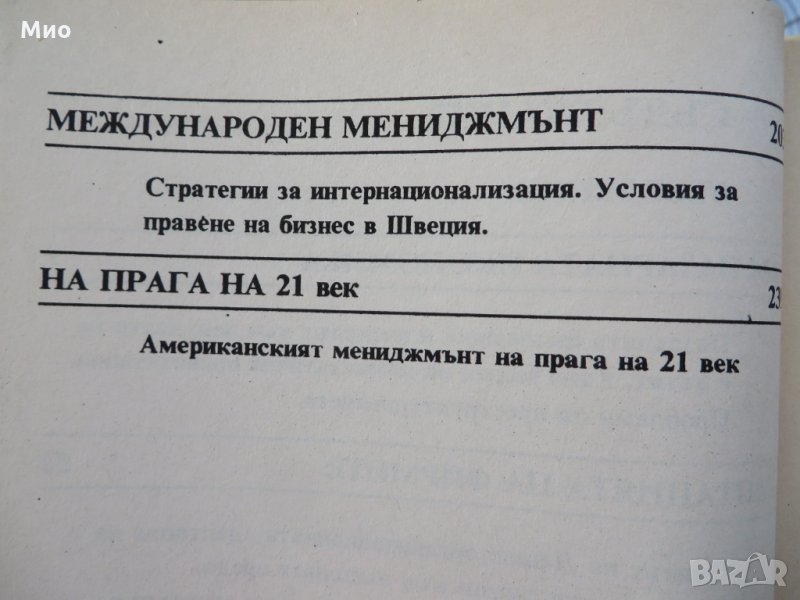 Мио
МЕЖДУНАРОДЕН МЕНИДЖМЪНТ
Стратегии за интернационализация. Условия за
правене на бизнес в Швеция.
НА ПРАГА НА 21 век
Американският мениджмънт на прага на 21 век
BAZAR